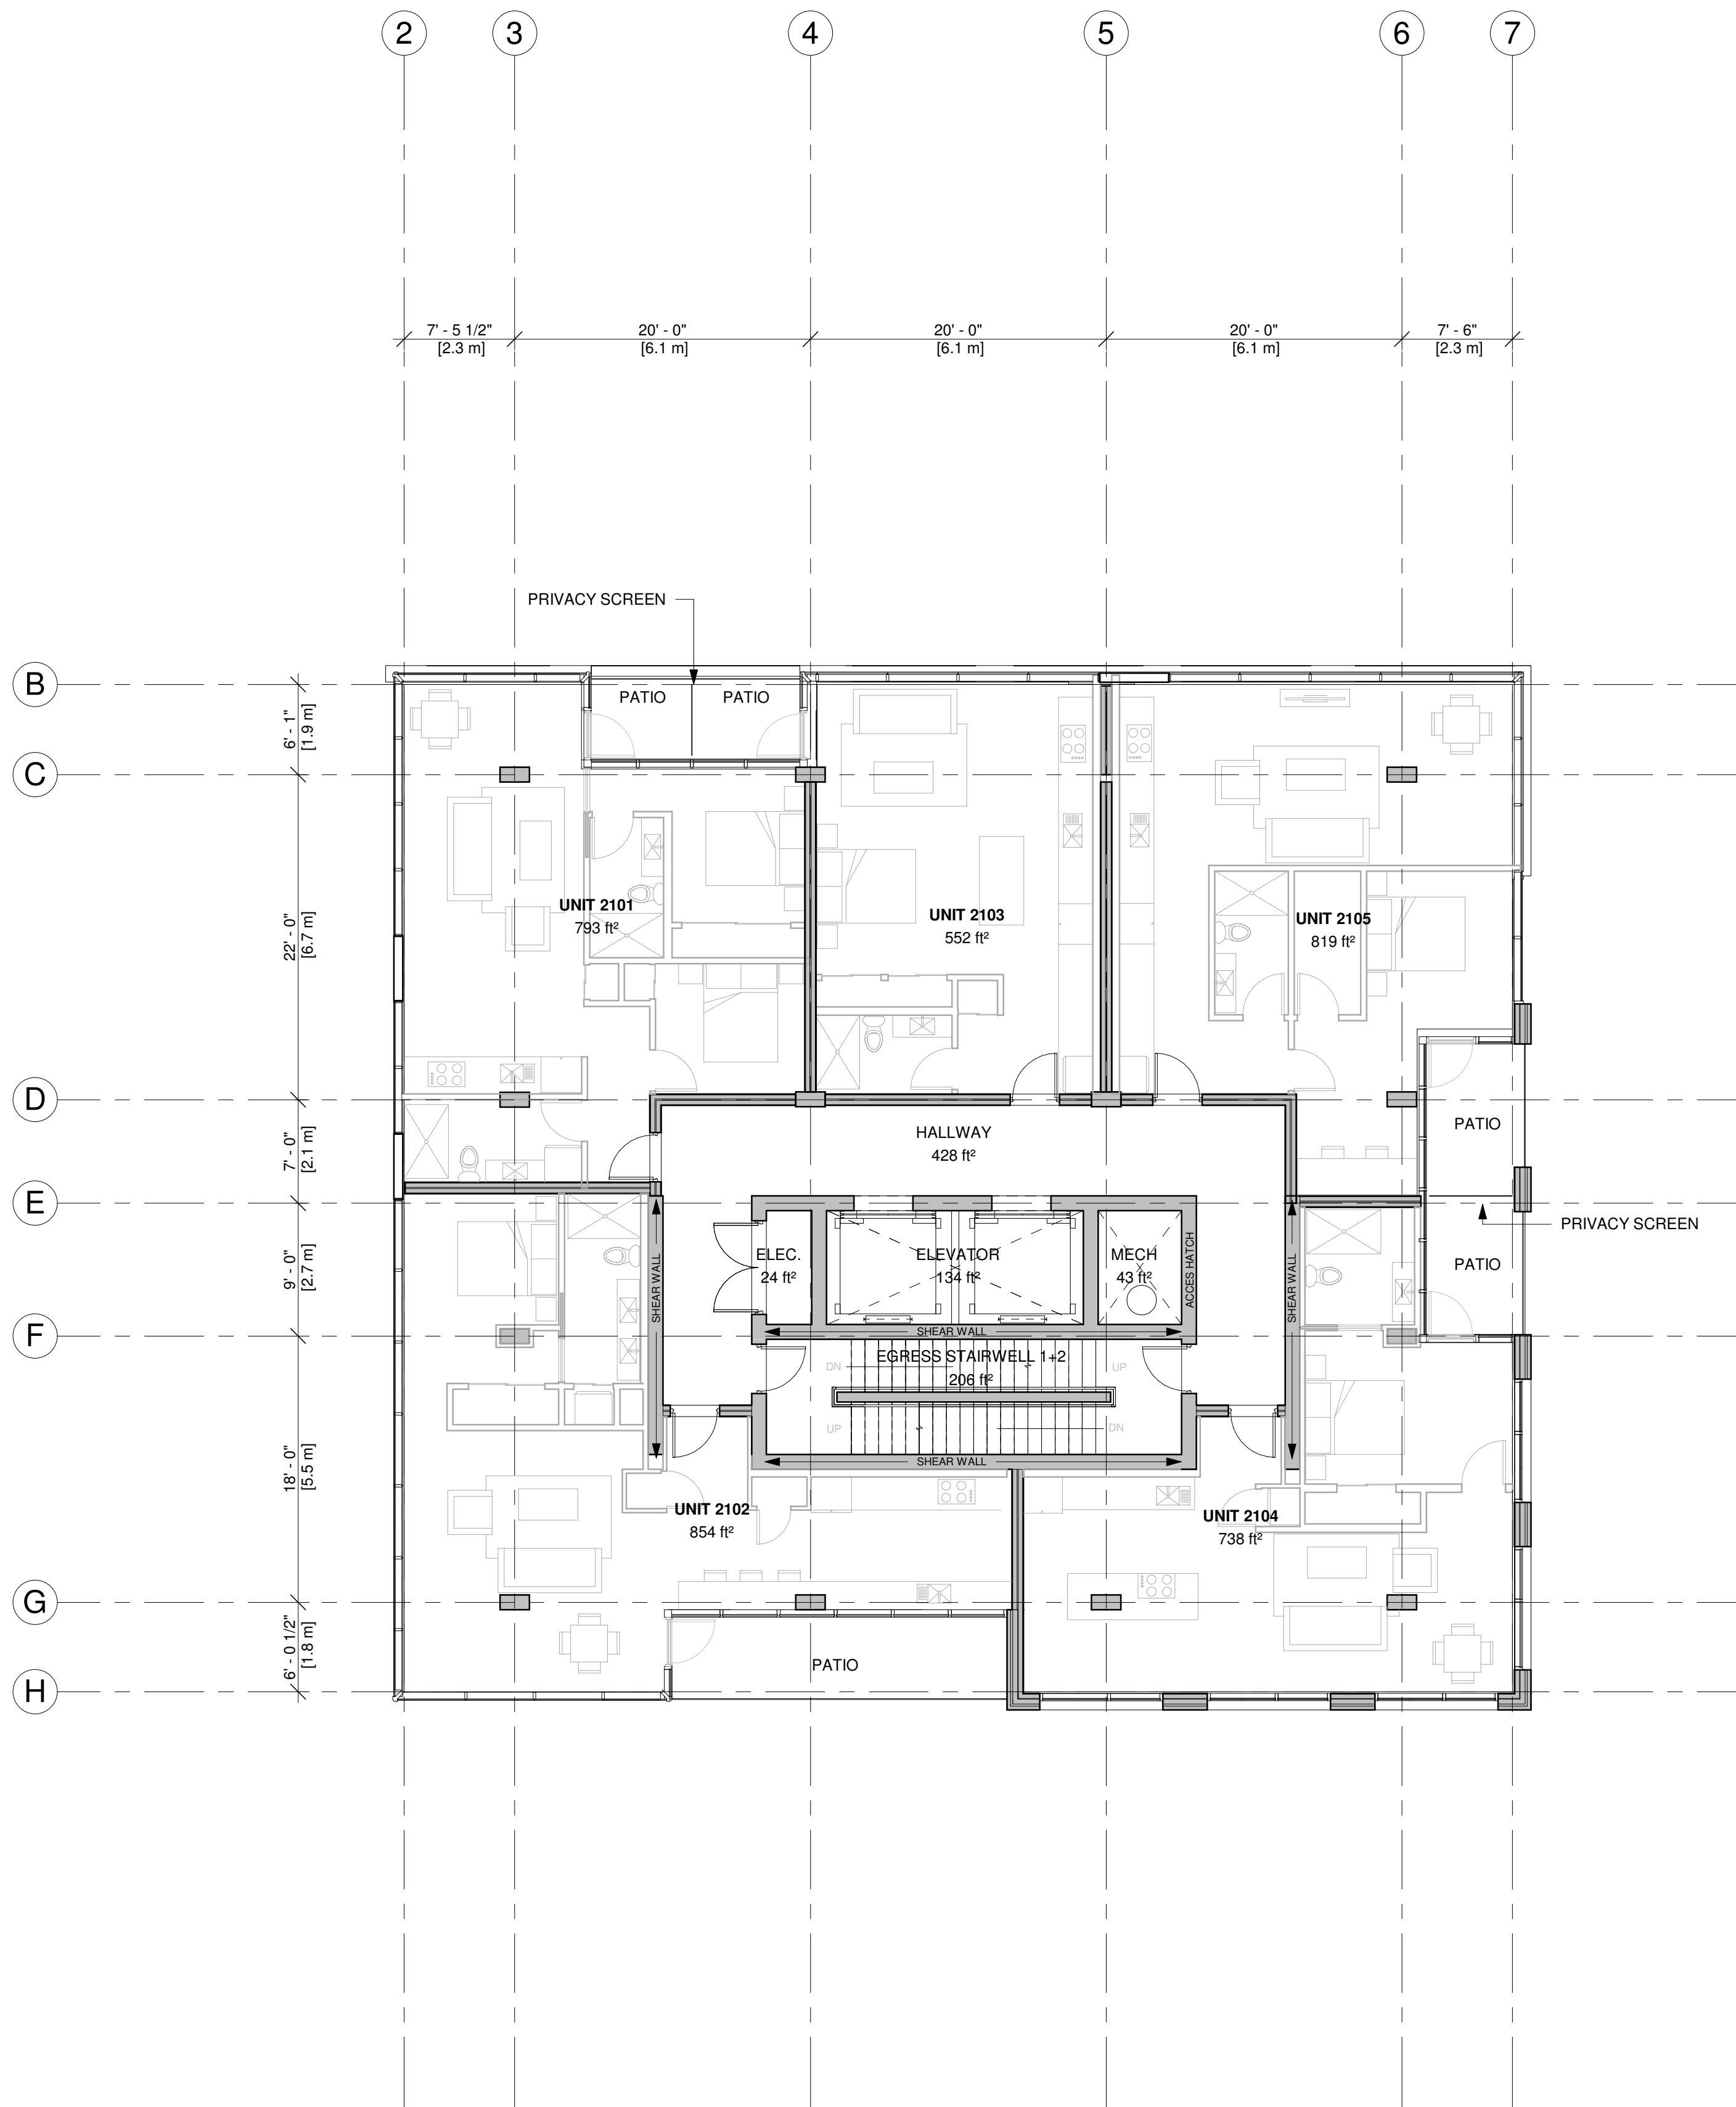 2 3 4 5 6 7
7' - 5 1/2" 20' - 0" 20' - 0" 20' - 0" 7' - 6"
[2.3 m] [6.1 m] [6.1 m] [6.1 m] [2.3 m]
PRIVACY SCREEN
B
PATIO PATIO
6' - 1"
[1.9 m]
C
22' - 0"
[6.7 m]
UNIT 2101
793 ft²
UNIT 2103
552 ft²
UNIT 2105
819 ft²
D
7' - 0"
[2.1 m]
HALLWAY
428 ft²
PATIO
E
PRIVACY SCREEN
9' - 0"
[2.7 m]
SHEAR WALL
ELEC.
24 ft²
ELEVATOR
134 ft²
MECH
43 ft²
ACCES HATCH
SHEAR WALL
PATIO
F
SHEAR WALL
EGRESS STAIRWELL 1+2
206 ft²
DN UP
UP DN
SHEAR WALL
18' - 0"
[5.5 m]
UNIT 2102
854 ft²
UNIT 2104
738 ft²
G
6' - 0 1/2"
[1.8 m]
PATIO
H